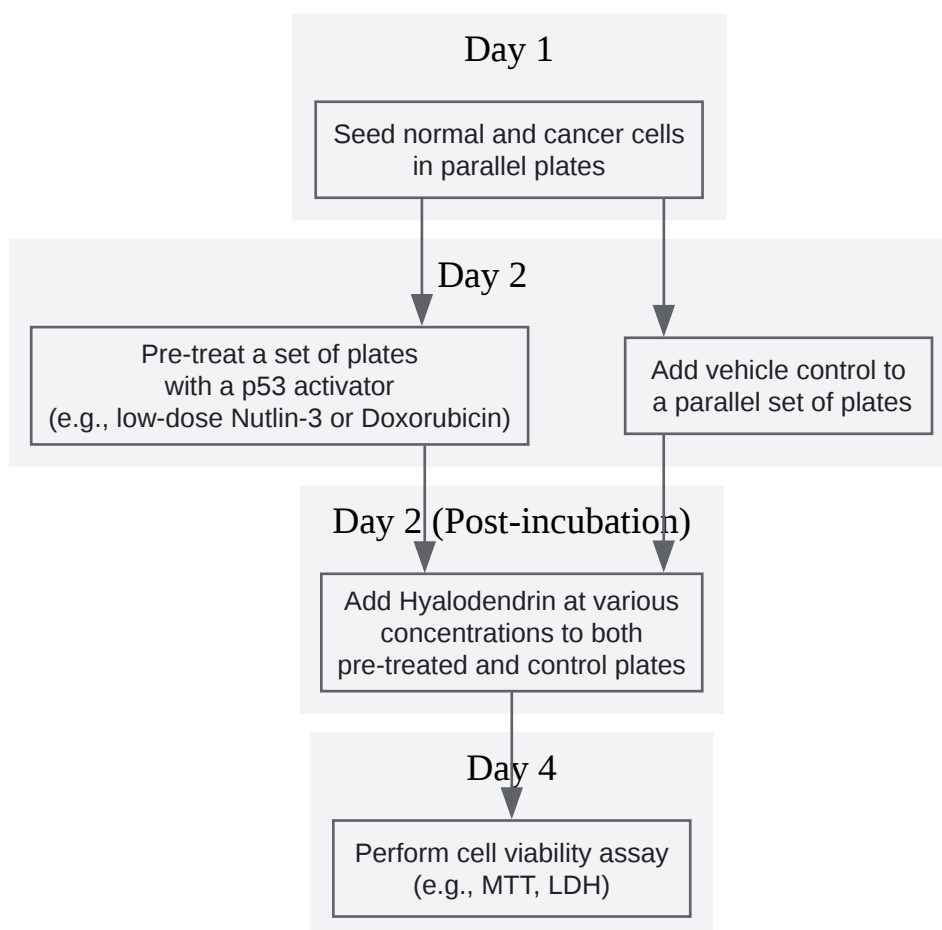 Day 1
Seed normal and cancer cells
in parallel plates
Day 2
Pre-treat a set of plates
with a p53 activator
(e.g., low-dose Nutlin-3 or Doxorubicin)
Add vehicle control to
a parallel set of plates
Day 2 (Post-incubation)
Add Hyalodendrin at various
concentrations to both
pre-treated and control plates
Day 4
Perform cell viability assay
(e.g., MTT, LDH)